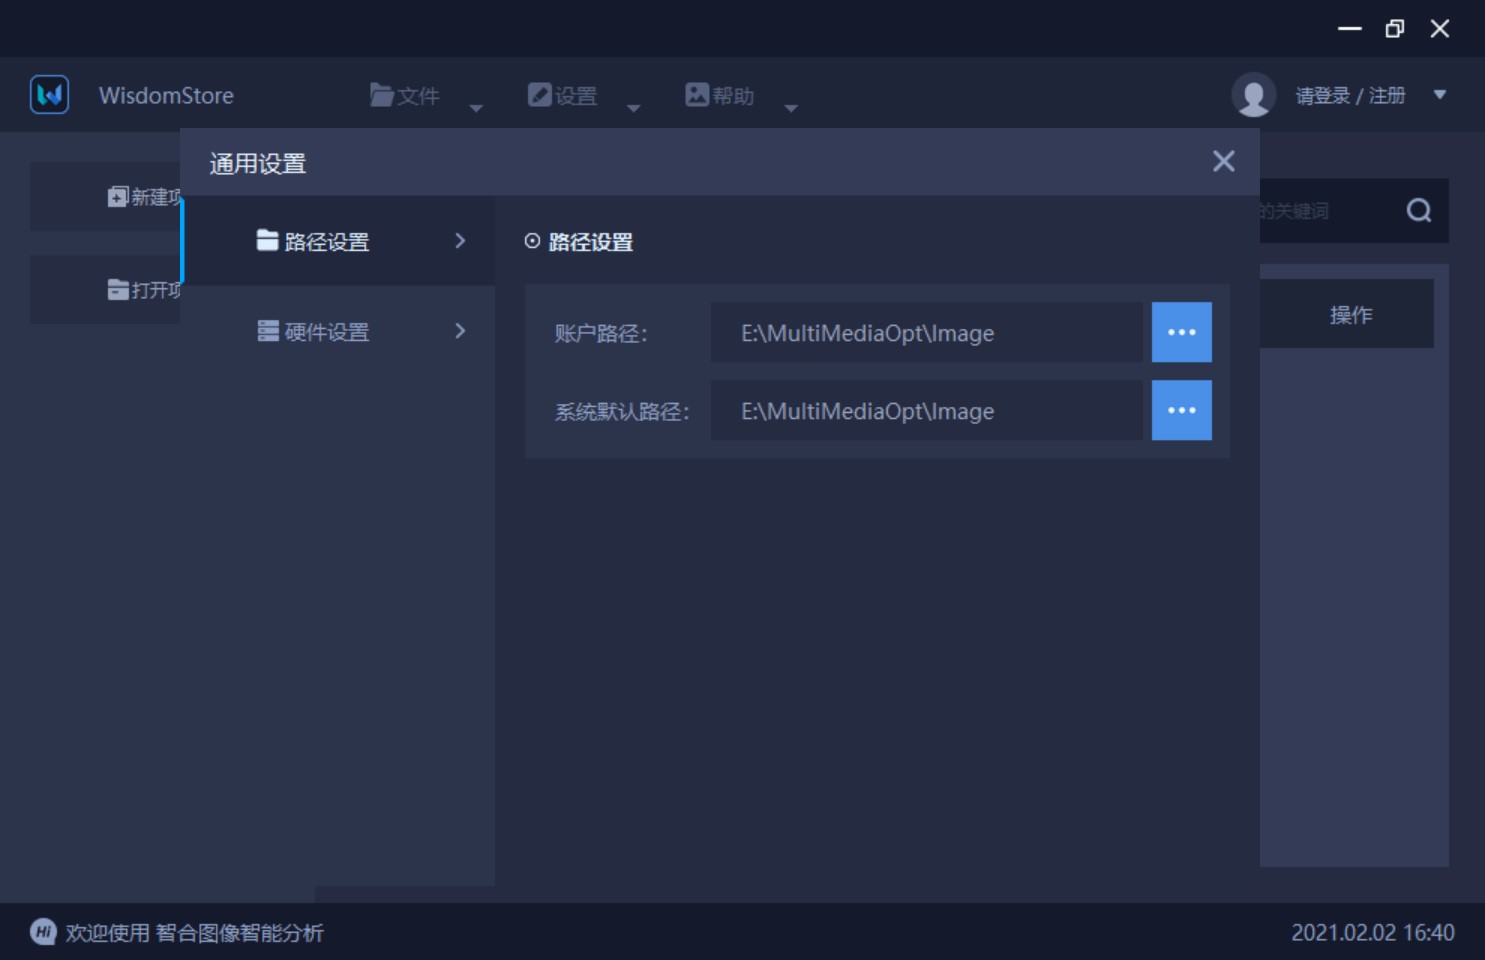 WisdomStore
文件
设置
帮助
请登录 / 注册
通用设置
新建项
打开项
路径设置
硬件设置
路径设置
账户路径：
E:\MultiMediaOpt\Image
系统默认路径：
E:\MultiMediaOpt\Image
的关键词
操作
Hi 欢迎使用 智合图像智能分析
2021.02.02 16:40